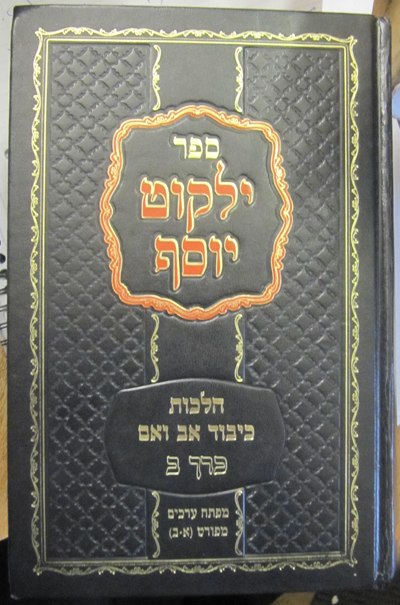 ספר
ילקוט
יוסף
הלכות
כיבוד אב ואם
כרך ב
מפתח ערכים
מפורט (א-ב)